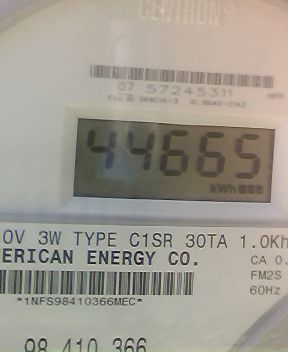 CENTRON
07 57245311
44665
kWh
0V 3W TYPE C1SR 30TA 1.0Kh
ERICAN ENERGY CO.
CA 0.
FM2S
*1NFS98410366MEC*
60Hz
98 410 366